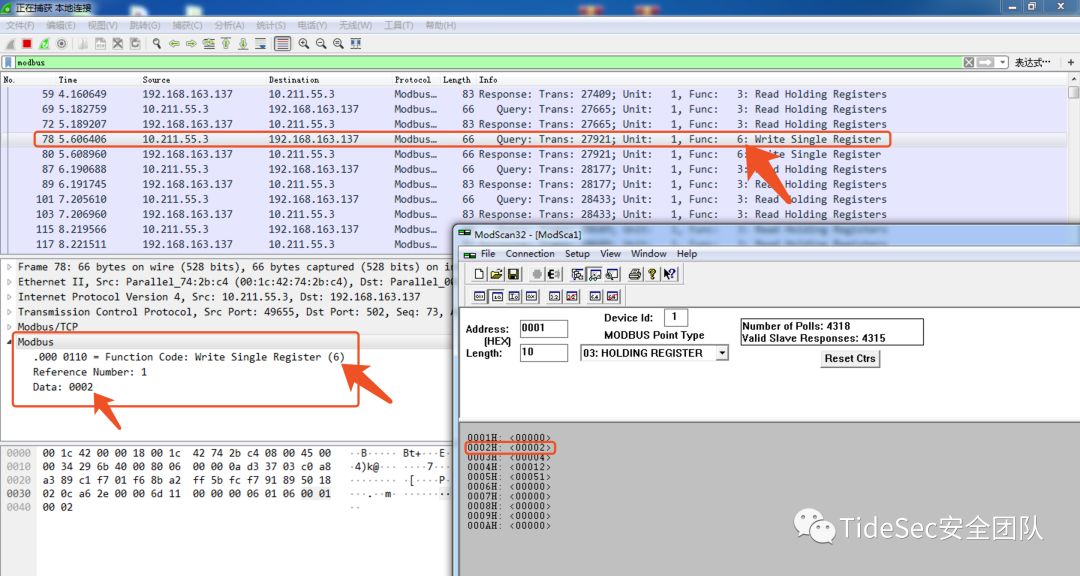 正在捕获 本地连接
文件(F) 编辑(E) 视图(V) 跳转(G) 捕获(C) 分析(A) 统计(S) 电话(Y) 无线(W) 工具(T) 帮助(H)
modbus 表达式… +
No. Time Source Destination Protocol Length Info
59 4.160649 192.168.163.137 10.211.55.3 Modbus… 83 Response: Trans: 27409; Unit: 1, Func: 3: Read Holding Registers
69 5.182759 10.211.55.3 192.168.163.137 Modbus… 66 Query: Trans: 27665; Unit: 1, Func: 3: Read Holding Registers
72 5.189207 192.168.163.137 10.211.55.3 Modbus… 83 Response: Trans: 27665; Unit: 1, Func: 3: Read Holding Registers
78 5.606406 10.211.55.3 192.168.163.137 Modbus… 66 Query: Trans: 27921; Unit: 1, Func: 6: Write Single Register
80 5.608960 192.168.163.137 10.211.55.3 Modbus… 66 Response: Trans: 27921; Unit: 1, Func: 6: Write Single Register
87 6.190688 10.211.55.3 192.168.163.137 Modbus… 66 Query: Trans: 28177; Unit: 1, Func: 3: Read Holding Registers
89 6.191745 192.168.163.137 10.211.55.3 Modbus… 83 Response: Trans: 28177; Unit: 1, Func: 3: Read Holding Registers
101 7.205610 10.211.55.3 192.168.163.137 Modbus… 66 Query: Trans: 28433; Unit: 1, Func: 3: Read Holding Registers
103 7.206960 192.168.163.137 10.211.55.3 Modbus… 83 Response: Trans: 28433; Unit: 1, Func: 3: Read Holding Registers
115 8.219566 10.211.55.3 192.168.163.137 Modbus…
117 8.221511 192.168.163.137 10.211.55.3 Modbus…
Frame 78: 66 bytes on wire (528 bits), 66 bytes captured (528 bits) on in
Ethernet II, Src: Parallel_74:2b:c4 (00:1c:42:74:2b:c4), Dst: Parallel_00
Internet Protocol Version 4, Src: 10.211.55.3, Dst: 192.168.163.137
Transmission Control Protocol, Src Port: 49655, Dst Port: 502, Seq: 73, A
Modbus/TCP
Modbus
.000 0110 = Function Code: Write Single Register (6)
Reference Number: 1
Data: 0002
0000 00 1c 42 00 00 18 00 1c 42 74 2b c4 08 00 45 00 ··B····· Bt+···E
0010 00 34 29 6b 40 00 80 06 00 00 0a d3 37 03 c0 a8 ·4)k@··· ····7···
0020 a3 89 c1 f7 01 f6 8b a2 ff 5b fc f7 91 89 50 18 ········ ·[····P·
0030 02 0c a6 2e 00 00 6d 11 00 00 00 06 01 06 00 01 ···.··m· ········
0040 00 02 ··
ModScan32 - [ModSca1]
File Connection Setup View Window Help
Address: 0001
[HEX]
Length: 10
Device Id: 1
MODBUS Point Type
03: HOLDING REGISTER
Number of Polls: 4318
Valid Slave Responses: 4315
Reset Ctrs
0001H: <00000>
0002H: <00002>
0003H: <00004>
0004H: <00012>
0005H: <00051>
0006H: <00000>
0007H: <00000>
0008H: <00000>
0009H: <00000>
000AH: <00000>
TideSec安全团队